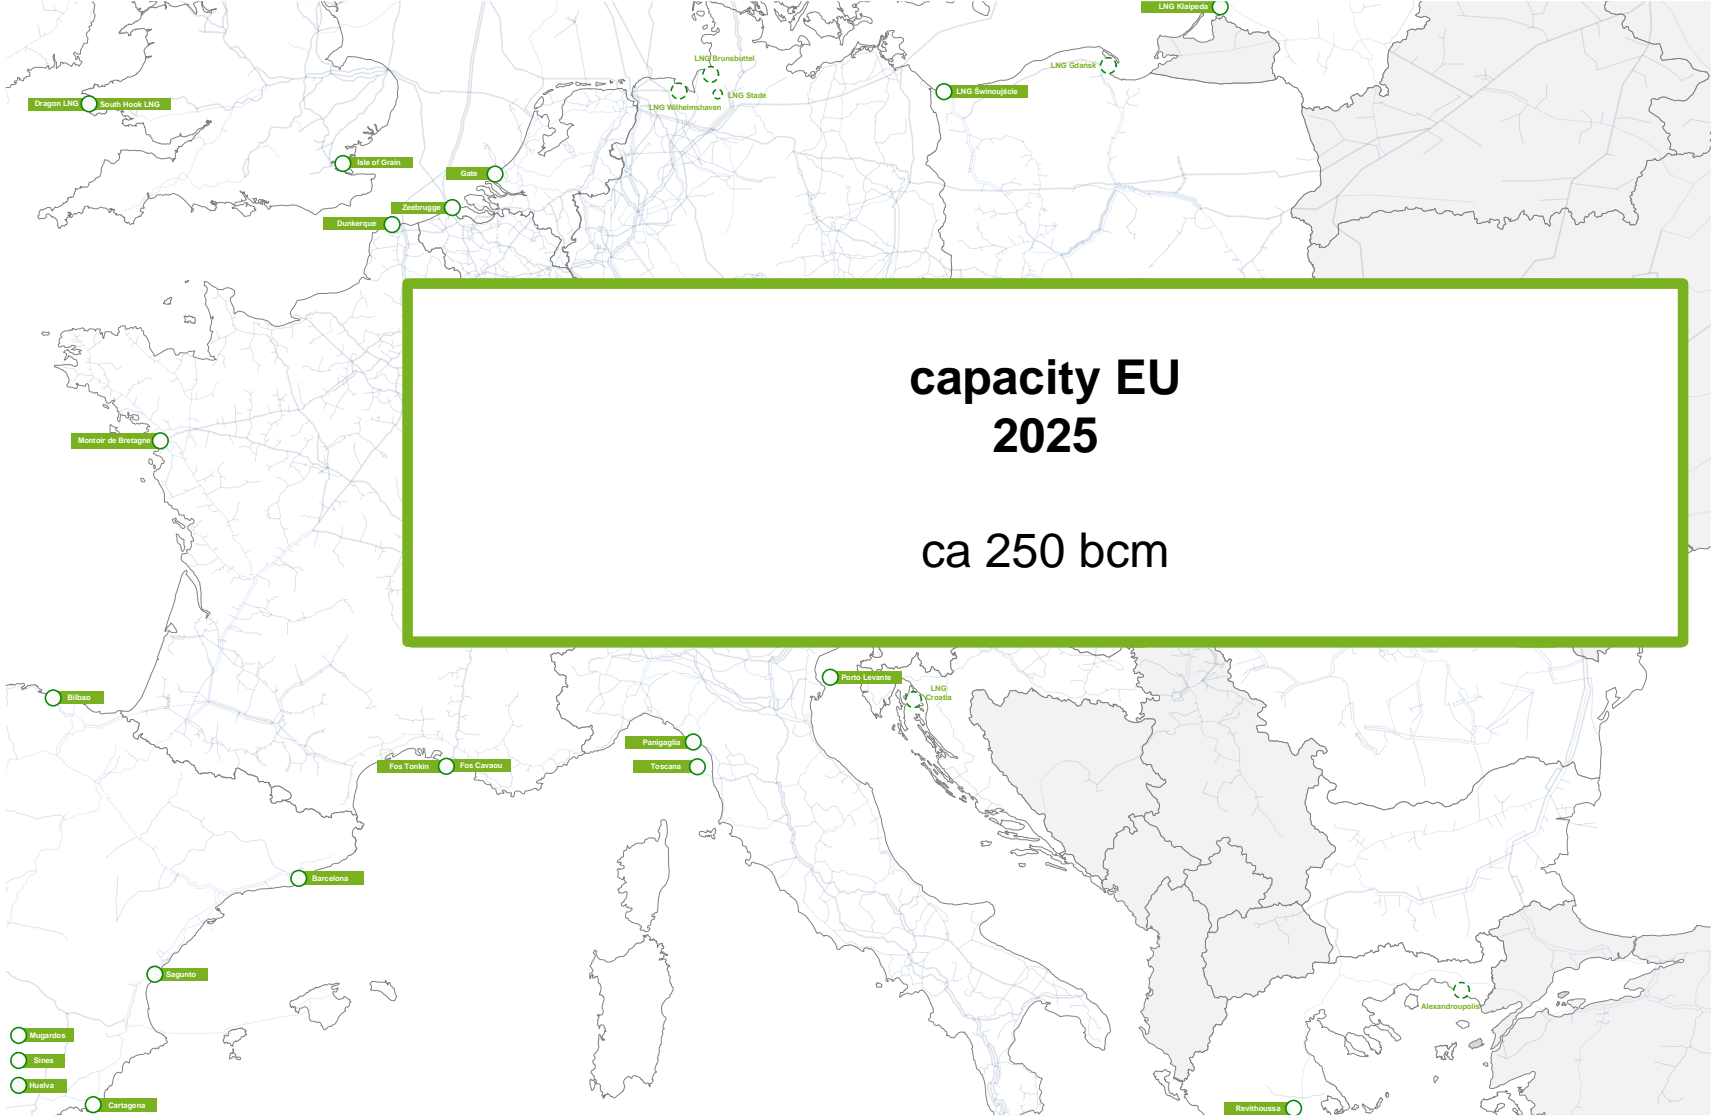 LNG Klaipeda
LNG Brunsbuttel
LNG Gdańsk
LNG Świnoujście
LNG Stade
LNG Wilhelmshaven
Dragon LNG
South Hook LNG
Isle of Grain
Gate
Zeebrugge
Dunkerque
capacity EU
2025
ca 250 bcm
Montoir de Bretagne
Porto Levante
LNG
Croatia
Bilbao
Panigaglia
Fos Tonkin
Fos Cavaou
Toscana
Barcelona
Sagunto
Alexandroupolis
Mugardos
Sines
Huelva
Cartagena
Revithoussa